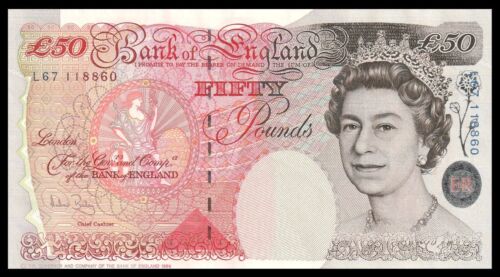 £50 Bank of England £50
I PROMISE TO PAY THE BEARER ON DEMAND THE SUM OF
L67 118860
FIFTY
Pounds
L67 118860
London
For the Gov.r and Comp.a
of the BANK of ENGLAND
Chief Cashier
© THE GOVERNOR AND COMPANY OF THE BANK OF ENGLAND 1994